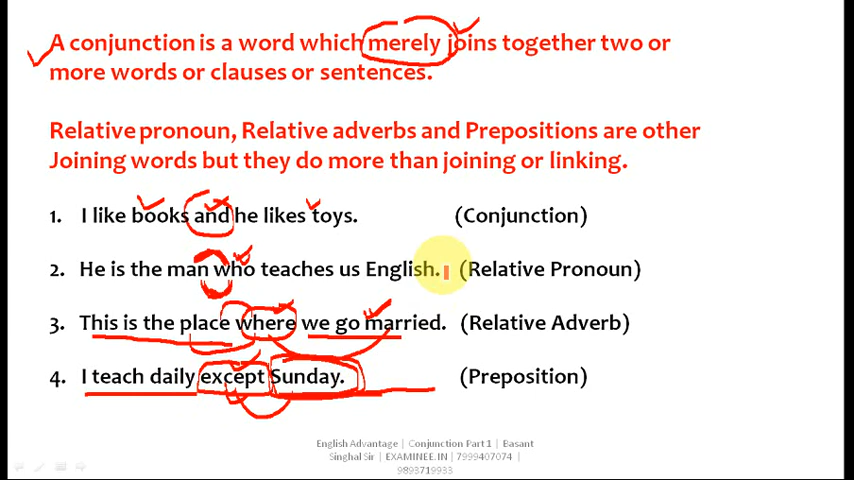 A conjunction is a word which merely joins together two or
more words or clauses or sentences.
Relative pronoun, Relative adverbs and Prepositions are other
Joining words but they do more than joining or linking.
1. I like books and he likes toys. (Conjunction)
2. He is the man who teaches us English. (Relative Pronoun)
3. This is the place where we go married. (Relative Adverb)
4. I teach daily except Sunday. (Preposition)
English Advantage | Conjunction Part 1 | Basant
Singhal Sir | EXAMINEE.IN | 7999407074 |
9893719933